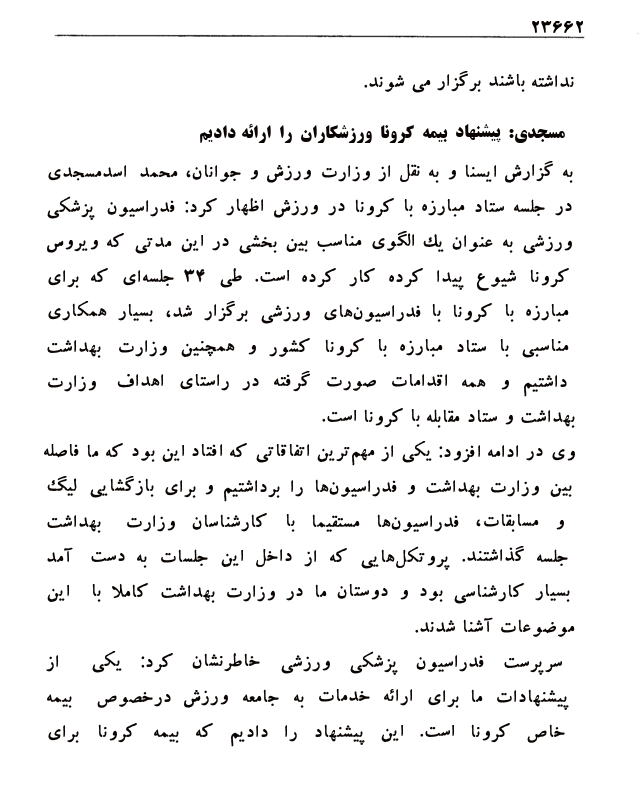 ۲۳۶۶۲
نداشته باشند برگزار می شوند.
مسجدی: پیشنهاد بیمه کرونا ورزشکاران را ارائه دادیم
به گزارش ایسنا و به نقل از وزارت ورزش و جوانان، محمد اسدمسجدی
در جلسه ستاد مبارزه با کرونا در ورزش اظهار کرد: فدراسیون پزشکی
ورزشی به عنوان یك الگوی مناسب بین بخشی در این مدتی که ویروس
کرونا شیوع پیدا کرده کار کرده است. طی ۳۴ جلسه‌ای که برای
مبارزه با کرونا با فدراسیون‌های ورزشی برگزار شد، بسیار همکاری
مناسبی با ستاد مبارزه با کرونا کشور و همچنین وزارت بهداشت
داشتیم و همه اقدامات صورت گرفته در راستای اهداف وزارت
بهداشت و ستاد مقابله با کرونا است.
وی در ادامه افزود: یکی از مهم‌ترین اتفاقاتی که افتاد این بود که ما فاصله
بین وزارت بهداشت و فدراسیون‌ها را برداشتیم و برای بازگشایی لیگ
و مسابقات، فدراسیون‌ها مستقیما با کارشناسان وزارت بهداشت
جلسه گذاشتند. پروتکل‌هایی که از داخل این جلسات به دست آمد
بسیار کارشناسی بود و دوستان ما در وزارت بهداشت کاملا با این
موضوعات آشنا شدند.
سرپرست فدراسیون پزشکی ورزشی خاطرنشان کرد: یکی از
پیشنهادات ما برای ارائه خدمات به جامعه ورزش درخصوص بیمه
خاص کرونا است. این پیشنهاد را دادیم که بیمه کرونا برای